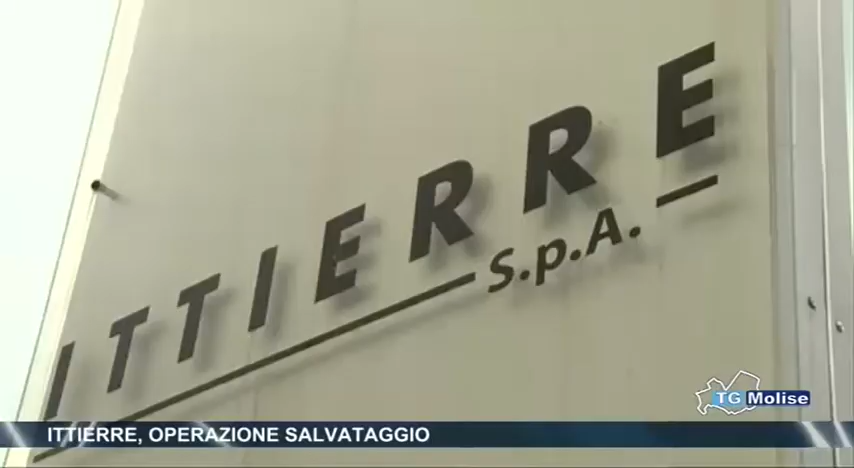 ITTIERRE
S.p.A.
TG Molise
ITTIERRE, OPERAZIONE SALVATAGGIO